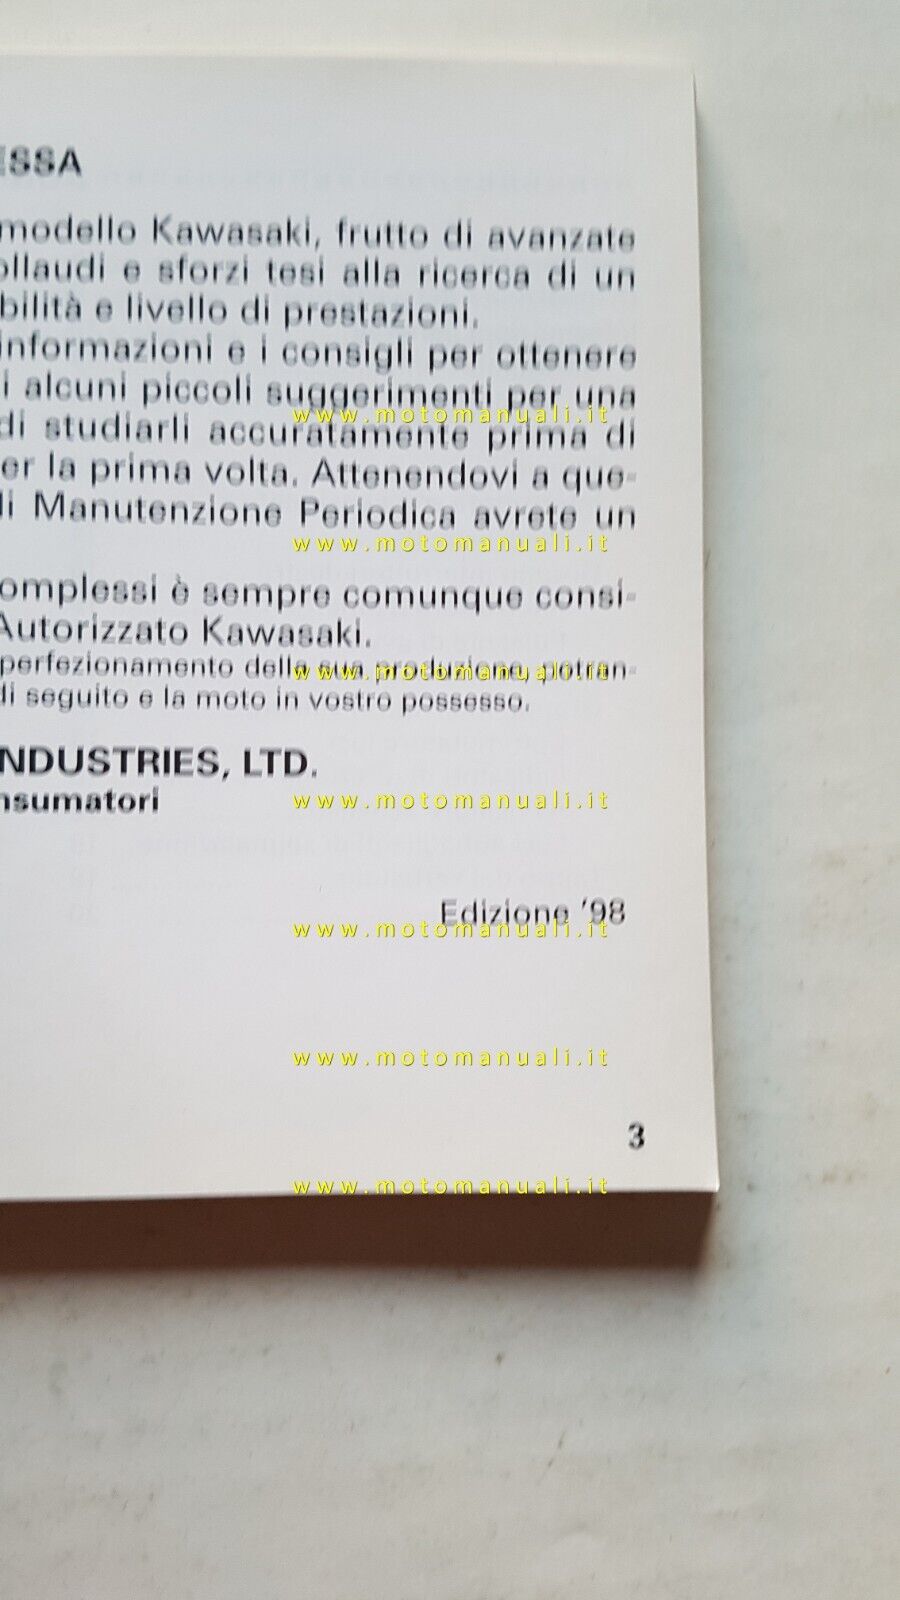 ESSA
modello Kawasaki, frutto di avanzate
ollaudi e sforzi tesi alla ricerca di un
bilità e livello di prestazioni.
informazioni e i consigli per ottenere
i alcuni piccoli suggerimenti per una
www.motomanuali.it
di studiarli accuratamente prima di
er la prima volta. Attenendovi a que-
li Manutenzione Periodica avrete un
www.motomanuali.it
omplessi è sempre comunque consi-
Autorizzato Kawasaki.
perfezionamento della sua produzione, potran-
www.motomanuali.it
di seguito e la moto in vostro possesso.
NDUSTRIES, LTD.
nsumatori
www.motomanuali.it
Edizione '98
www.motomanuali.it
www.motomanuali.it
3
www.motomanuali.it